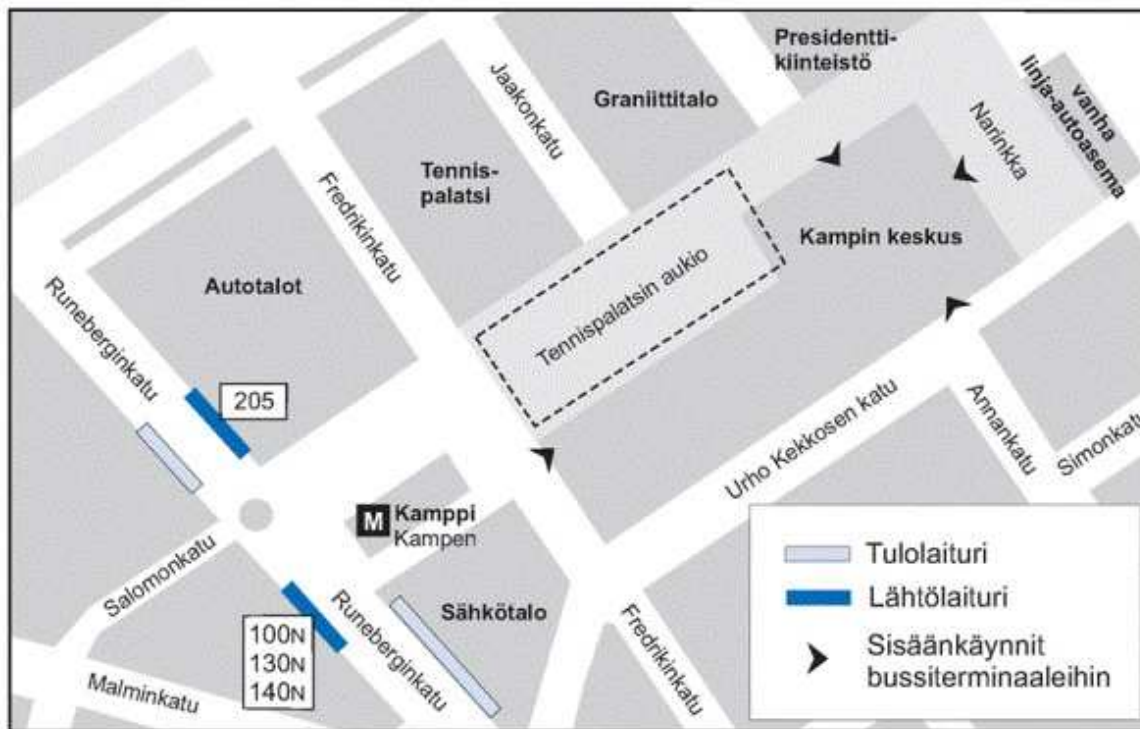 Presidentti-
kiinteistö
Jaakonkatu
Graniittitalo
vanha
linja-autoasema
Narinkka
Tennis-
palatsi
Fredrikinkatu
Kampin keskus
Autotalot
Tennispalatsin aukio
Runeberginkatu
205
Urho Kekkosen katu
Annankatu
Simonkatu
M
Kamppi
Kampen
Salomonkatu
Sähkötalo
Runeberginkatu
Fredrikinkatu
100N
130N
140N
Malminkatu
Tulolaituri
Lähtölaituri
Sisäänkäynnit
bussiterminaaleihin